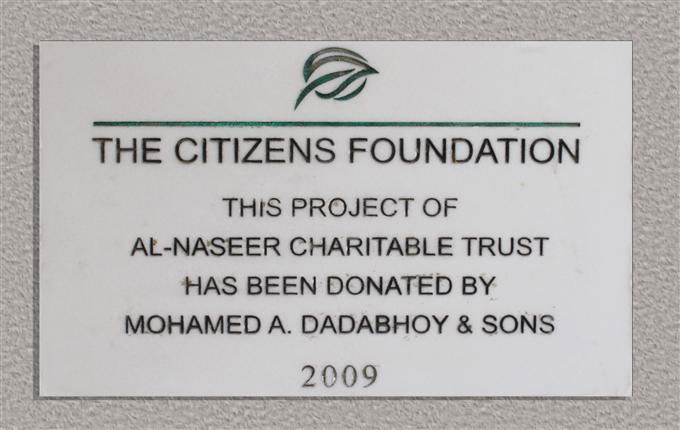 THE CITIZENS FOUNDATION
THIS PROJECT OF
AL-NASEER CHARITABLE TRUST
HAS BEEN DONATED BY
MOHAMED A. DADABHOY & SONS
2009